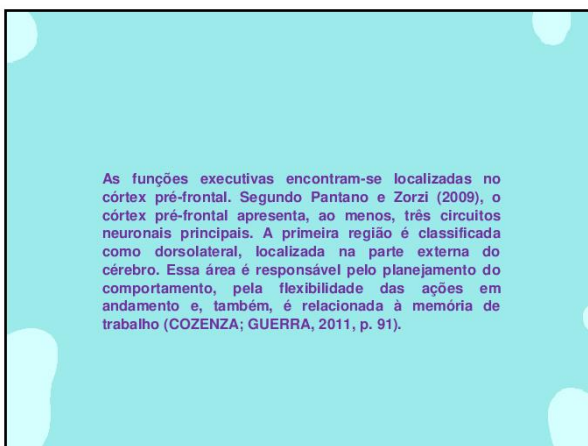 As funções executivas encontram-se localizadas no
córtex pré-frontal. Segundo Pantano e Zorzi (2009), o
córtex pré-frontal apresenta, ao menos, três circuitos
neuronais principais. A primeira região é classificada
como dorsolateral, localizada na parte externa do
cérebro. Essa área é responsável pelo planejamento do
comportamento, pela flexibilidade das ações em
andamento e, também, é relacionada à memória de
trabalho (COZENZA; GUERRA, 2011, p. 91).